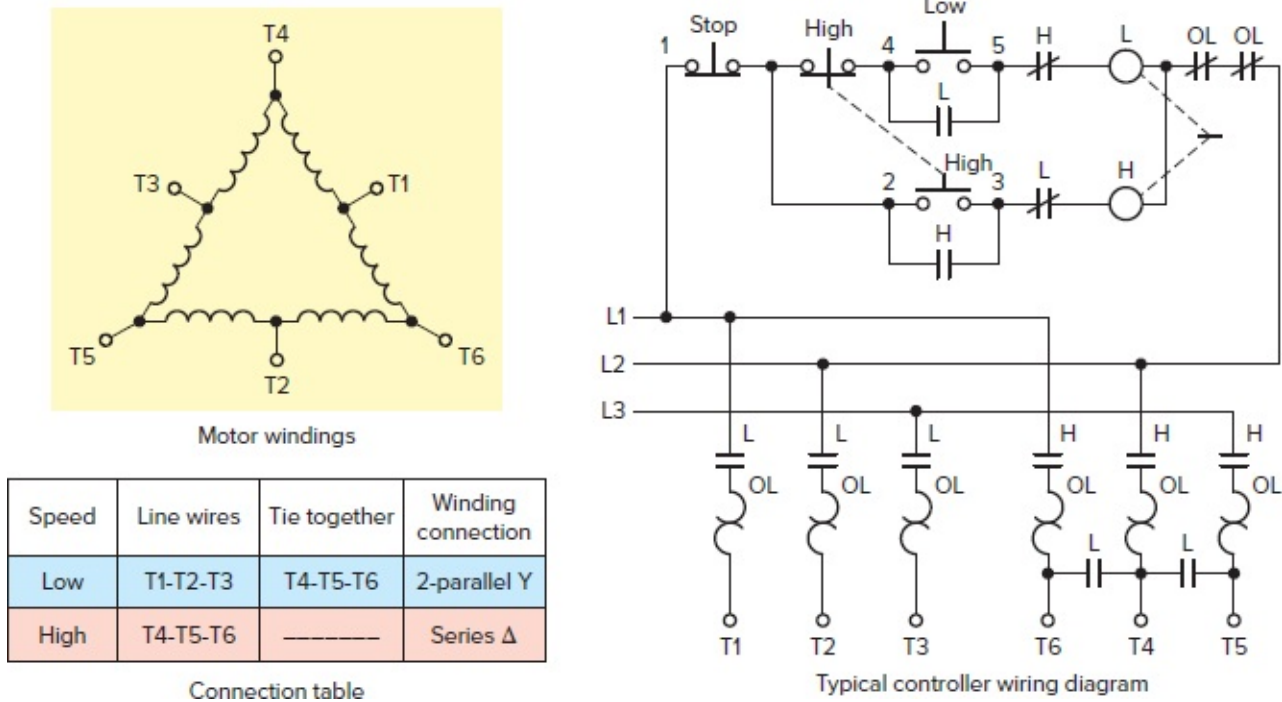 T4
T3
T1
T5
T2
T6
Motor windings
Speed
Line wires
Tie together
Winding
connection
Low
T1-T2-T3
T4-T5-T6
2-parallel Y
High
T4-T5-T6
-------
Series Δ
Connection table
Low
Stop
High
1
4
5
H
L
OL
OL
L
High
2
3
L
H
H
L1
L2
L3
L
L
L
H
H
H
OL
OL
OL
OL
OL
OL
L
L
T1
T2
T3
T6
T4
T5
Typical controller wiring diagram